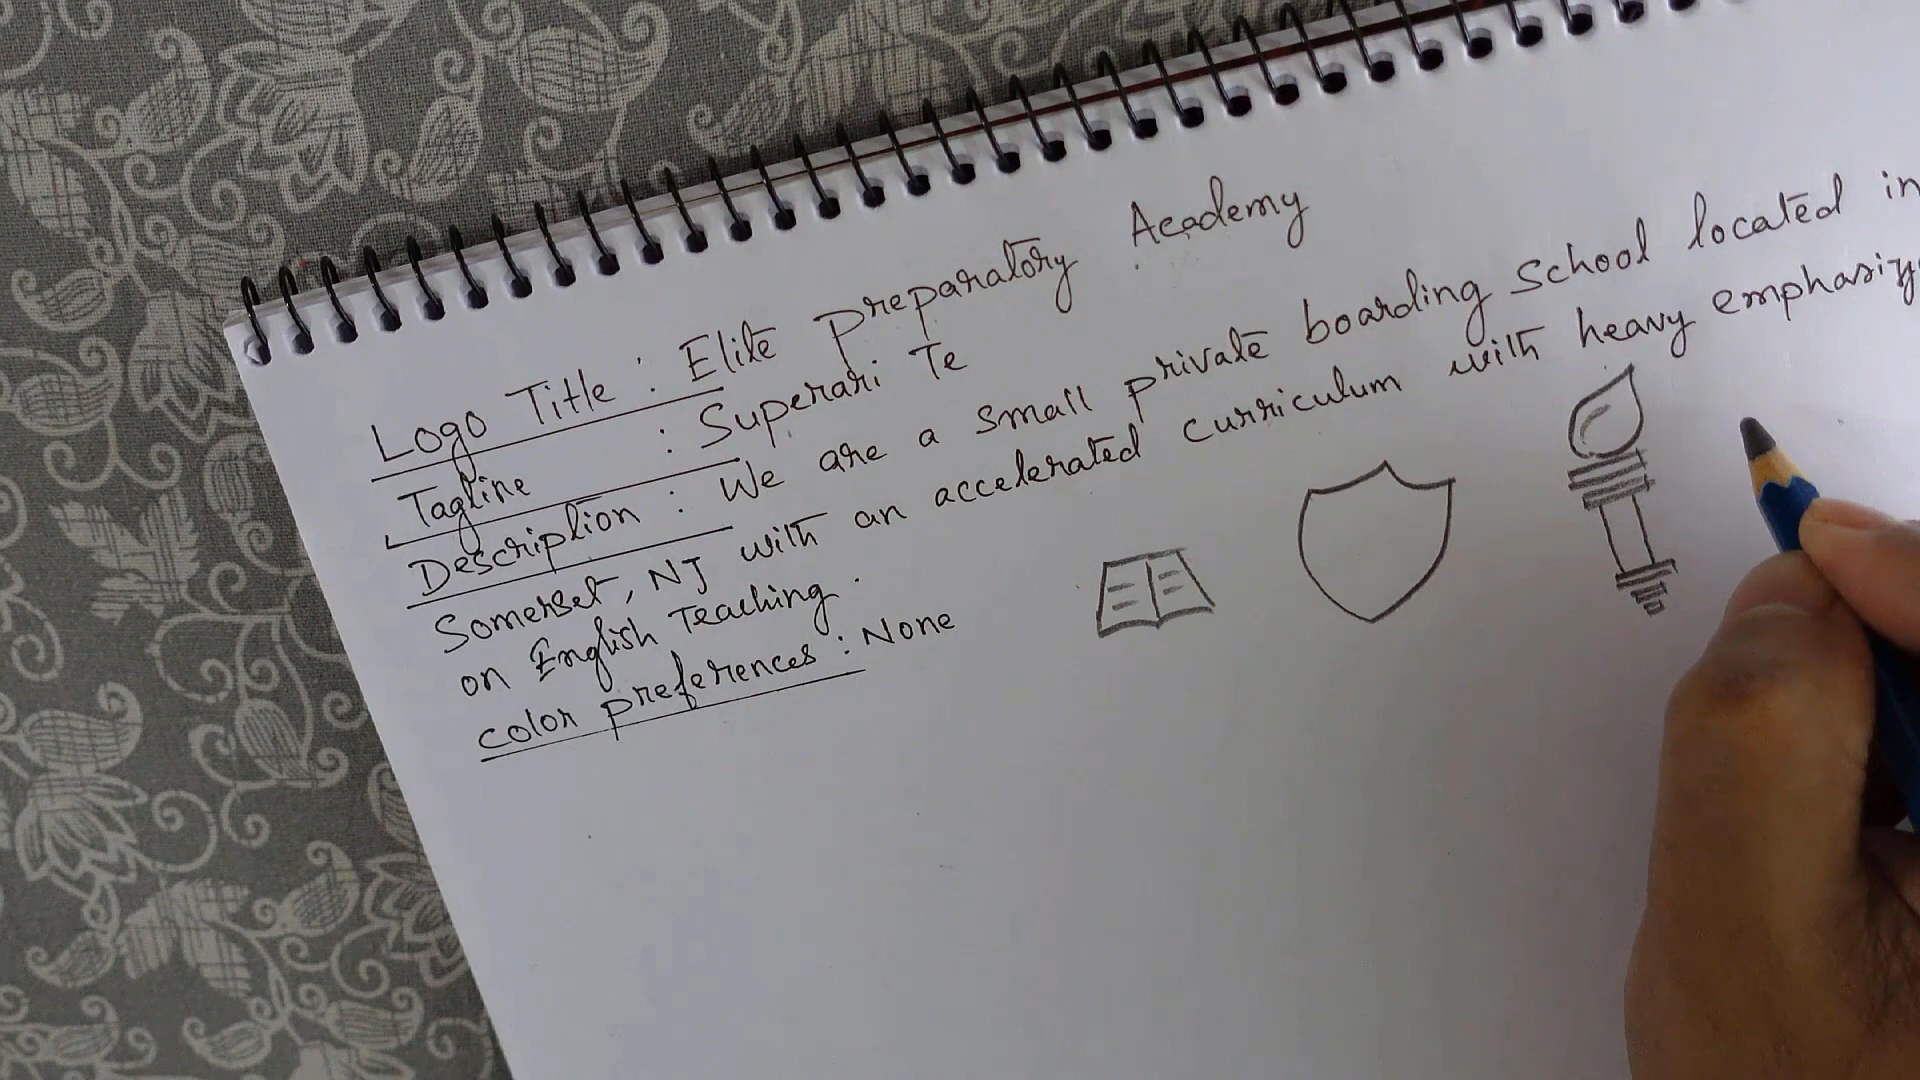 Logo Title : Elite preparatory Academy
Tagline : Superari Te
Description : We are a small private boarding School located in
Somerset, NJ with an accelerated curriculum with heavy
on English Teaching.
color preferences : None